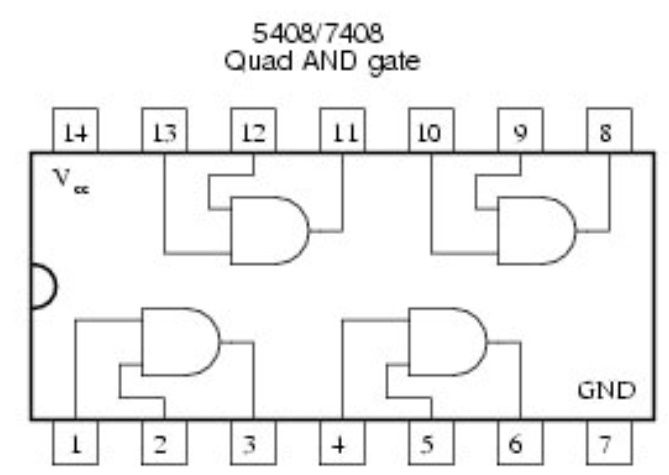 5408/7408
Quad AND gate
14 13 12 11 10 9 8
Vcc
GND
1 2 3 4 5 6 7